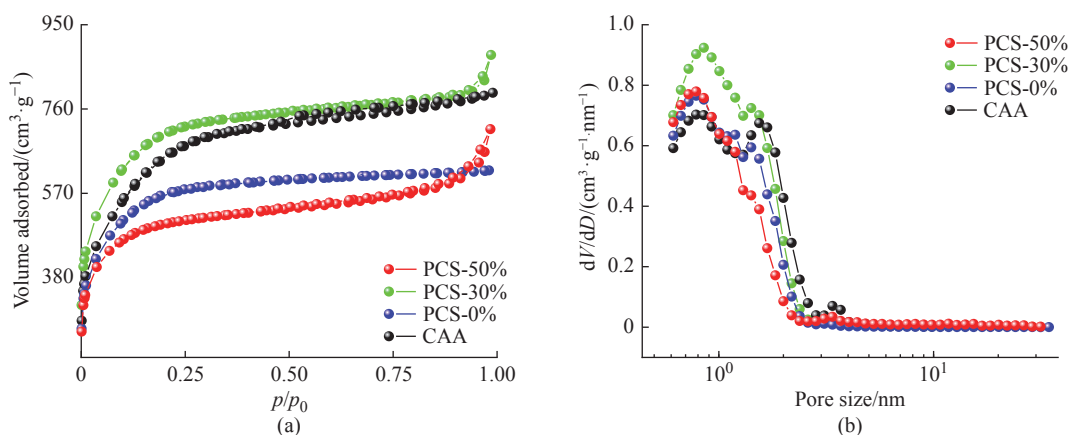 950
760
570
380
Volume adsorbed/(cm³·g⁻¹)
PCS-50%
PCS-30%
PCS-0%
CAA
0
0.25
0.50
0.75
1.00
p/p₀
(a)
1.0
0.8
0.6
0.4
0.2
0
dV/dD/(cm³·g⁻¹·nm⁻¹)
PCS-50%
PCS-30%
PCS-0%
CAA
10⁰
10¹
Pore size/nm
(b)